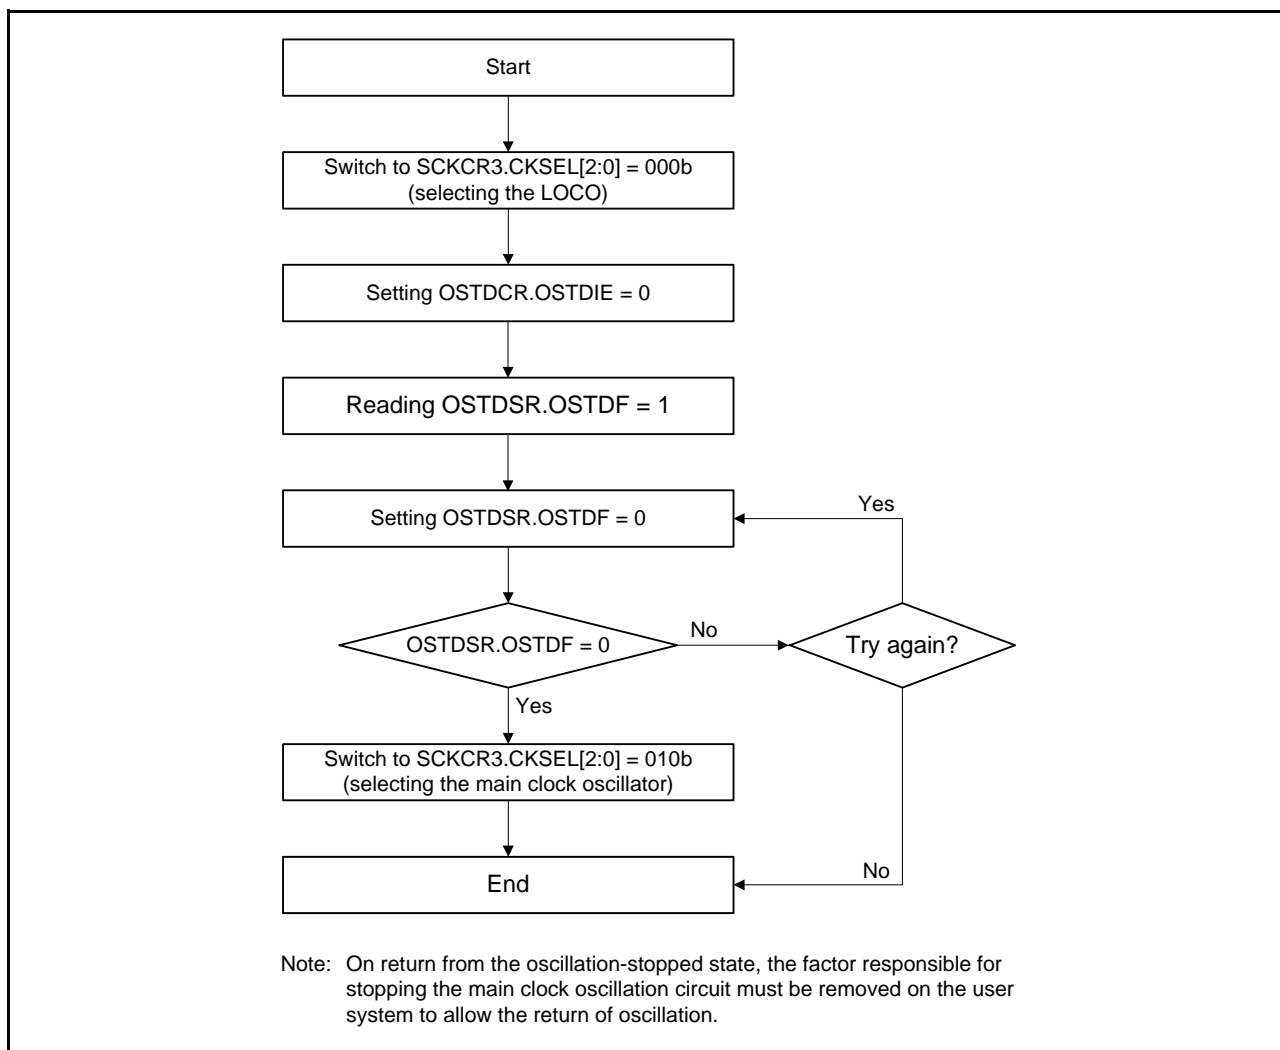 Start
Switch to SCKCR3.CKSEL[2:0] = 000b
(selecting the LOCO)
Setting OSTDCR.OSTDIE = 0
Reading OSTDSR.OSTDF = 1
Setting OSTDSR.OSTDF = 0
Yes
OSTDSR.OSTDF = 0
No
Try again?
Yes
Switch to SCKCR3.CKSEL[2:0] = 010b
(selecting the main clock oscillator)
End
No
Note: On return from the oscillation-stopped state, the factor responsible for
stopping the main clock oscillation circuit must be removed on the user
system to allow the return of oscillation.